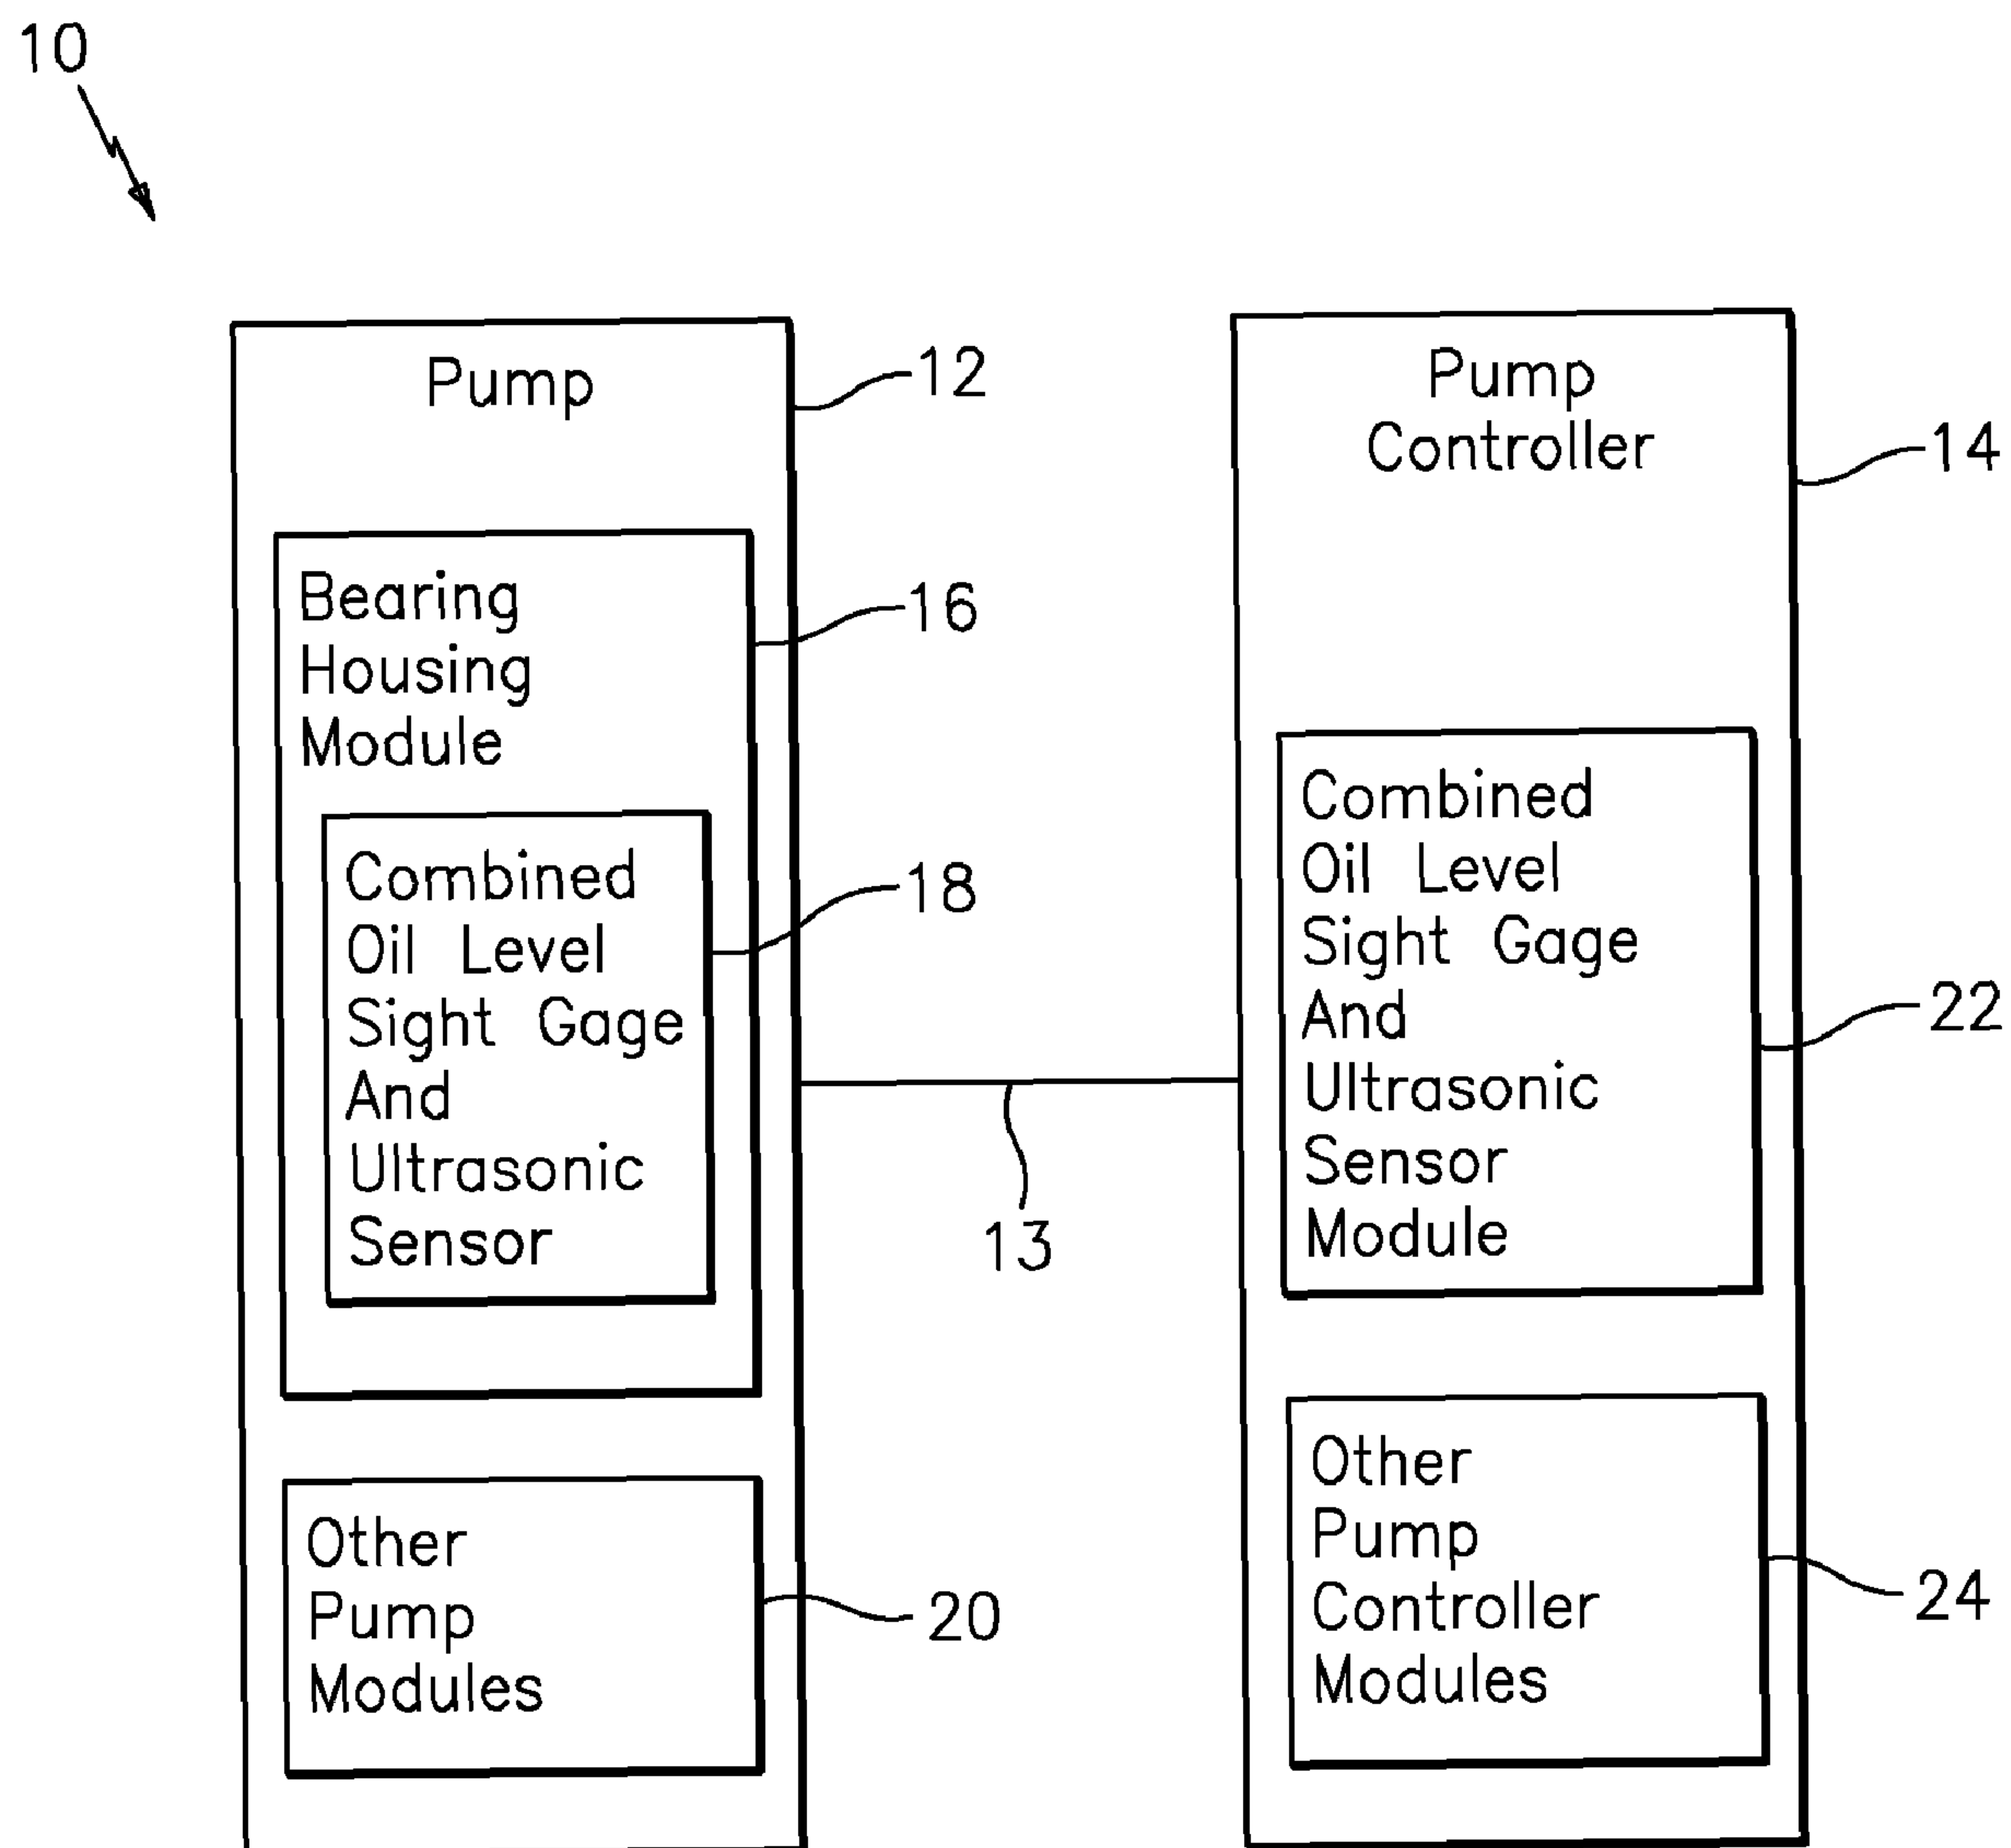 10
Pump
12
Bearing
Housing
Module
16
Combined
Oil Level
Sight Gage
And
Ultrasonic
Sensor
18
Other
Pump
Modules
20
13
Pump
Controller
14
Combined
Oil Level
Sight Gage
And
Ultrasonic
Sensor
Module
22
Other
Pump
Controller
Modules
24